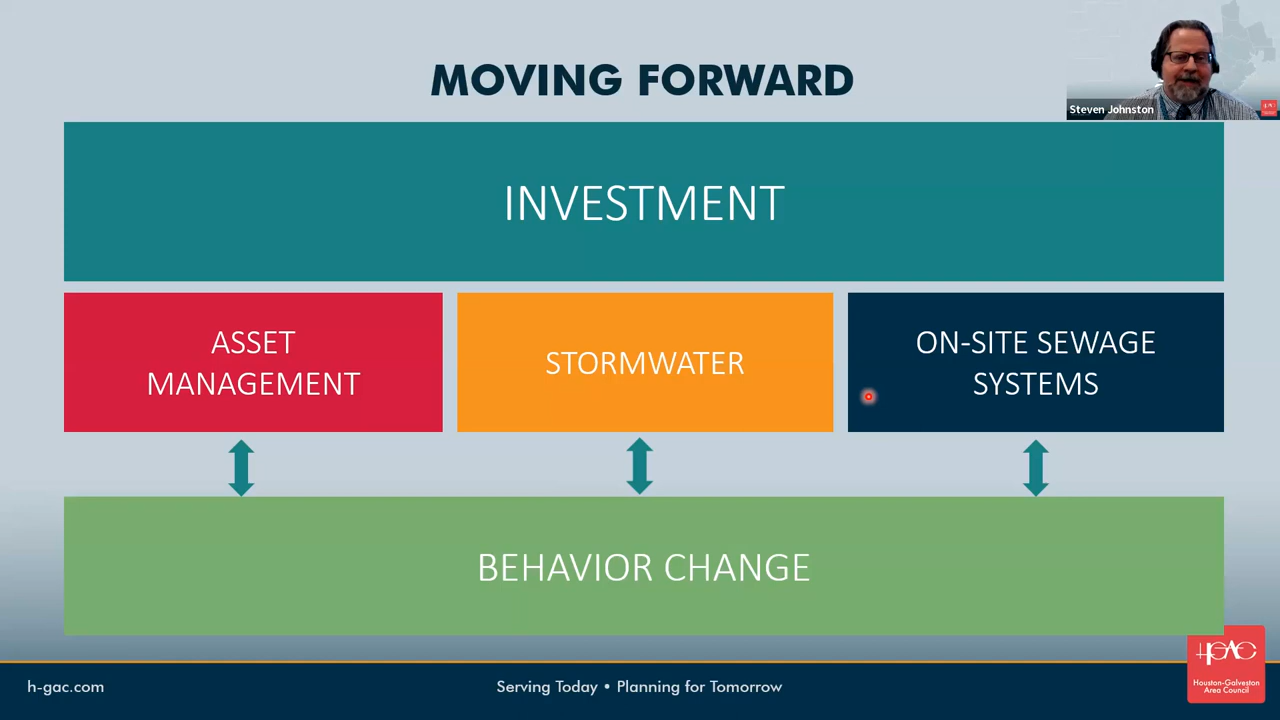 MOVING FORWARD
Steven Johnston
INVESTMENT
ASSET
MANAGEMENT
STORMWATER
ON-SITE SEWAGE
SYSTEMS
BEHAVIOR CHANGE
h-gac.com
Serving Today • Planning for Tomorrow
HGAC
Houston-Galveston
Area Council